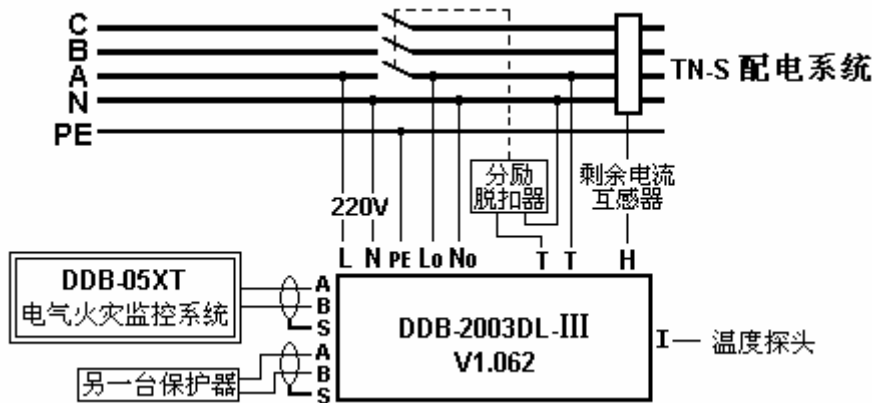 C
B
A
N
PE
TN-S 配电系统
分励
脱扣器
剩余电流
互感器
220V
L N PE Lo No T T H
DDB-05XT
电气火灾监控系统
A
B
S
A
B
S
另一台保护器
DDB-2003DL-III
V1.062
I
温度探头